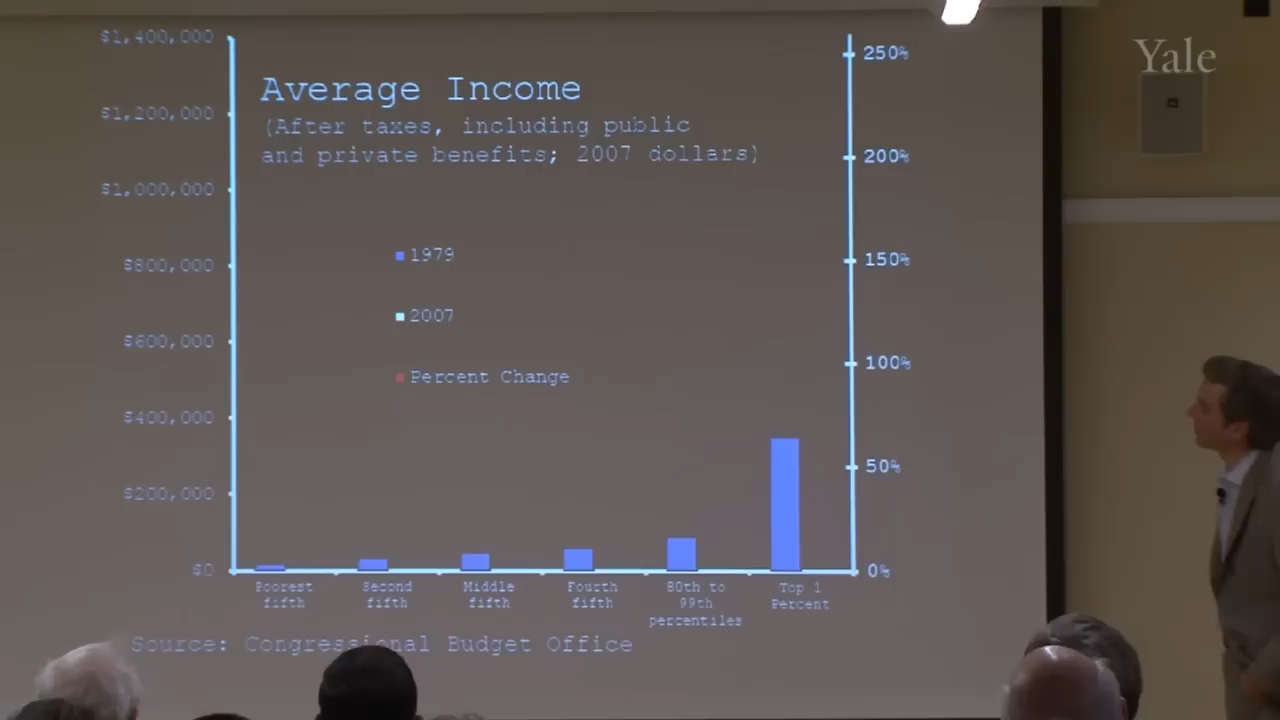 Yale
Average Income
(After taxes, including public
and private benefits; 2007 dollars)
$1,400,000
$1,200,000
$1,000,000
$800,000
$600,000
$400,000
$200,000
$0
1979
2007
Percent Change
250%
200%
150%
100%
50%
0%
Poorest
fifth
Second
fifth
Middle
fifth
Fourth
fifth
80th to
99th
percentiles
Top 1
Percent
Source: Congressional Budget Office